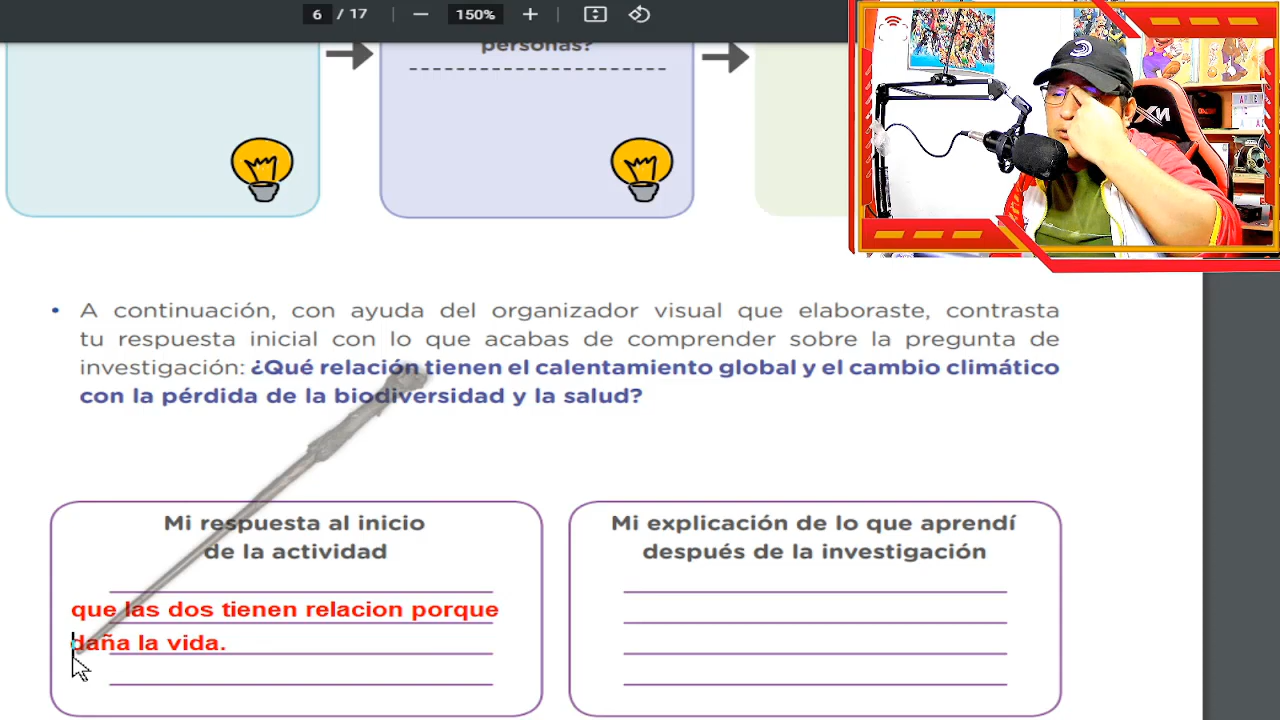 6 / 17
150%
personas?
• A continuación, con ayuda del organizador visual que elaboraste, contrasta
tu respuesta inicial con lo que acabas de comprender sobre la pregunta de
investigación: ¿Qué relación tienen el calentamiento global y el cambio climático
con la pérdida de la biodiversidad y la salud?
Mi respuesta al inicio
de la actividad
que las dos tienen relacion porque
daña la vida.
Mi explicación de lo que aprendí
después de la investigación